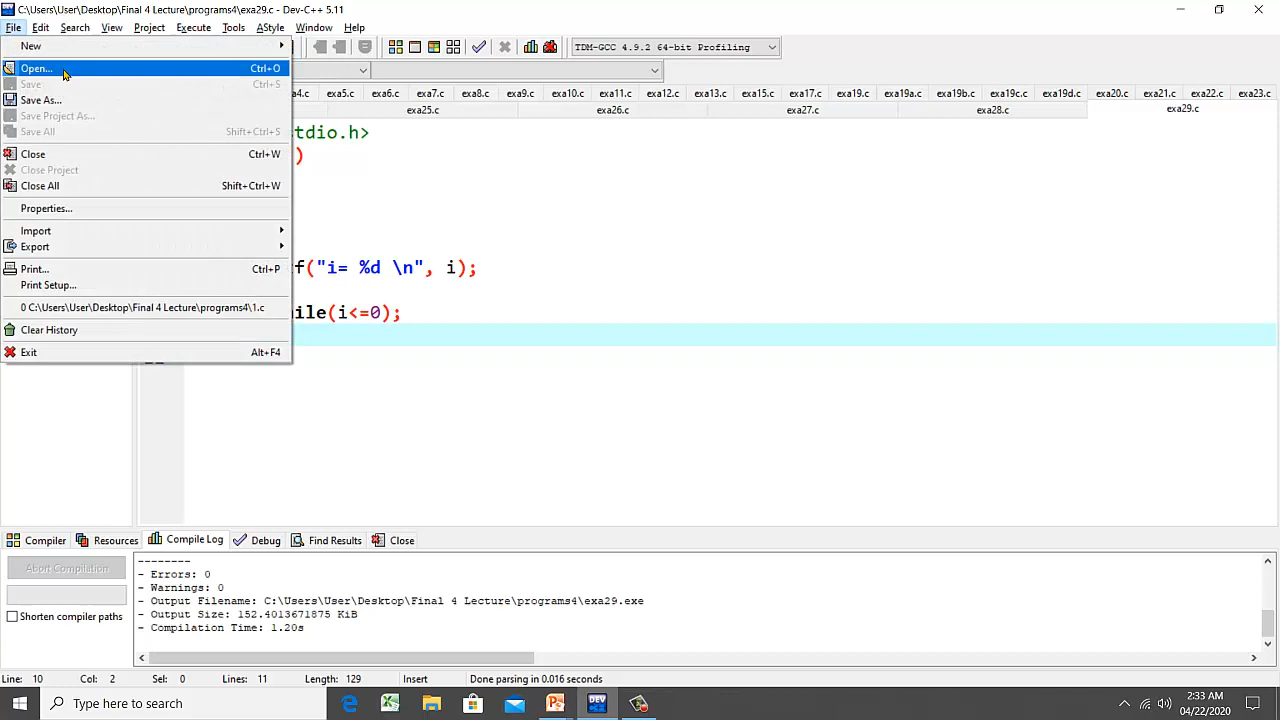 C:\Users\User\Desktop\Final 4 Lecture\programs4\exa29.c - Dev-C++ 5.11
File Edit Search View Project Execute Tools AStyle Window Help
New
TDM-GCC 4.9.2 64-bit Profiling
Open... Ctrl+O
Save Ctrl+S
a4.c exa5.c exa6.c exa7.c exa8.c exa9.c exa10.c exa11.c exa12.c exa13.c exa15.c exa17.c exa19.c exa19a.c exa19b.c exa19c.c exa19d.c exa20.c exa21.c exa22.c exa23.c
Save As...
exa25.c exa26.c exa27.c exa28.c exa29.c
Save Project As...
Save All Shift+Ctrl+S
tdio.h>
Close Ctrl+W
)
Close Project
Close All Shift+Ctrl+W
Properties...
Import
Export
Print... Ctrl+P
f("i= %d \n", i);
Print Setup...
0 C:\Users\User\Desktop\Final 4 Lecture\programs4\1.c
ile(i<=0);
Clear History
Exit Alt+F4
Compiler Resources Compile Log Debug Find Results Close
Abort Compilation
Shorten compiler paths
--------
- Errors: 0
- Warnings: 0
- Output Filename: C:\Users\User\Desktop\Final 4 Lecture\programs4\exa29.exe
- Output Size: 152.4013671875 KiB
- Compilation Time: 1.20s
Line: 10 Col: 2 Sel: 0 Lines: 11 Length: 129 Insert Done parsing in 0.016 seconds
Type here to search
2:33 AM
04/22/2020